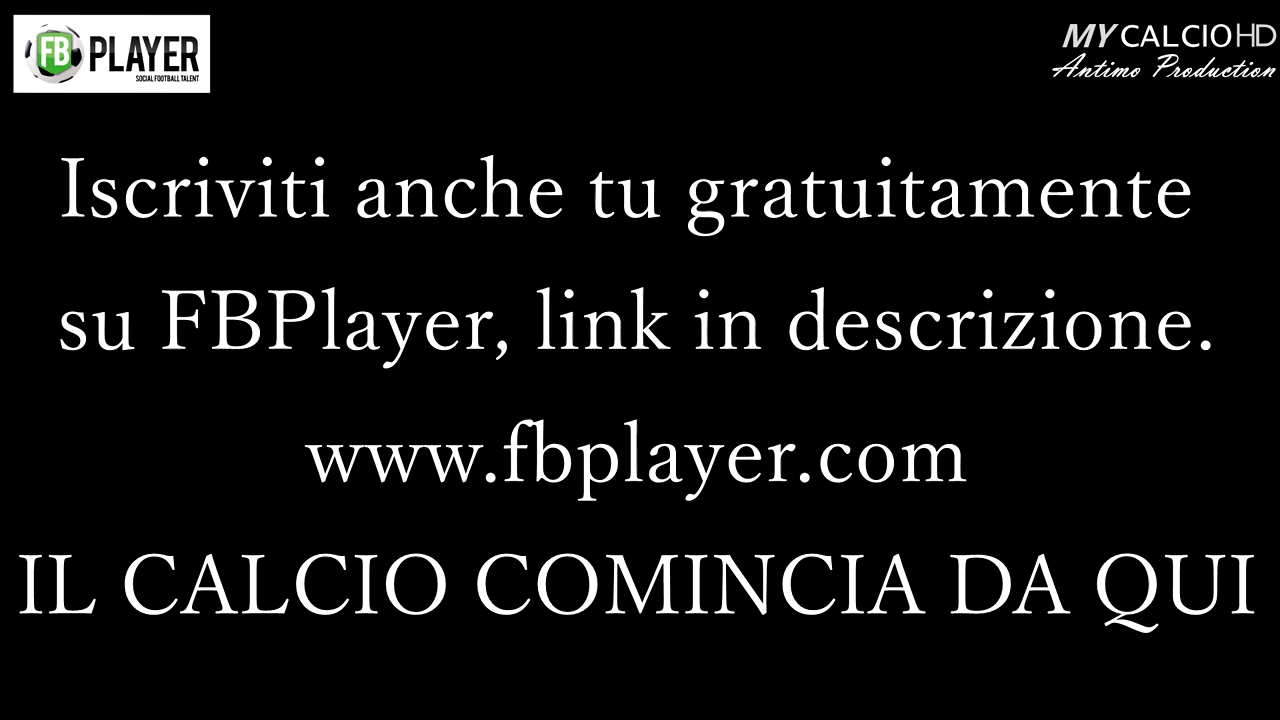 FB PLAYER
SOCIAL FOOTBALL TALENT
MY CALCIO HD
Antimo Production
Iscriviti anche tu gratuitamente
su FBPlayer, link in descrizione.
www.fbplayer.com
IL CALCIO COMINCIA DA QUI